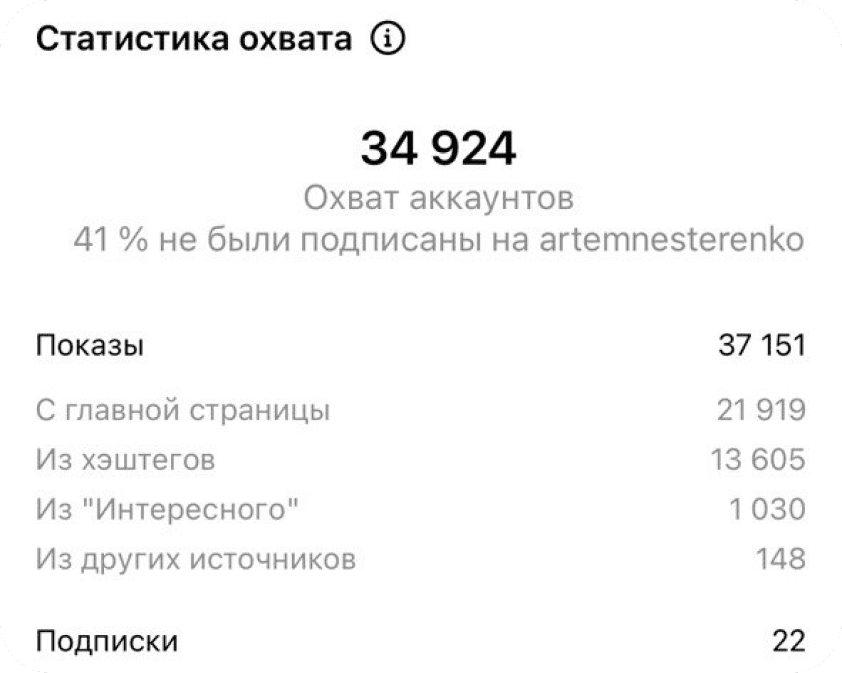 Статистика охвата
34 924
Охват аккаунтов
41 % не были подписаны на artemnesterenko
Показы 37 151
С главной страницы 21 919
Из хэштегов 13 605
Из "Интересного" 1 030
Из других источников 148
Подписки 22